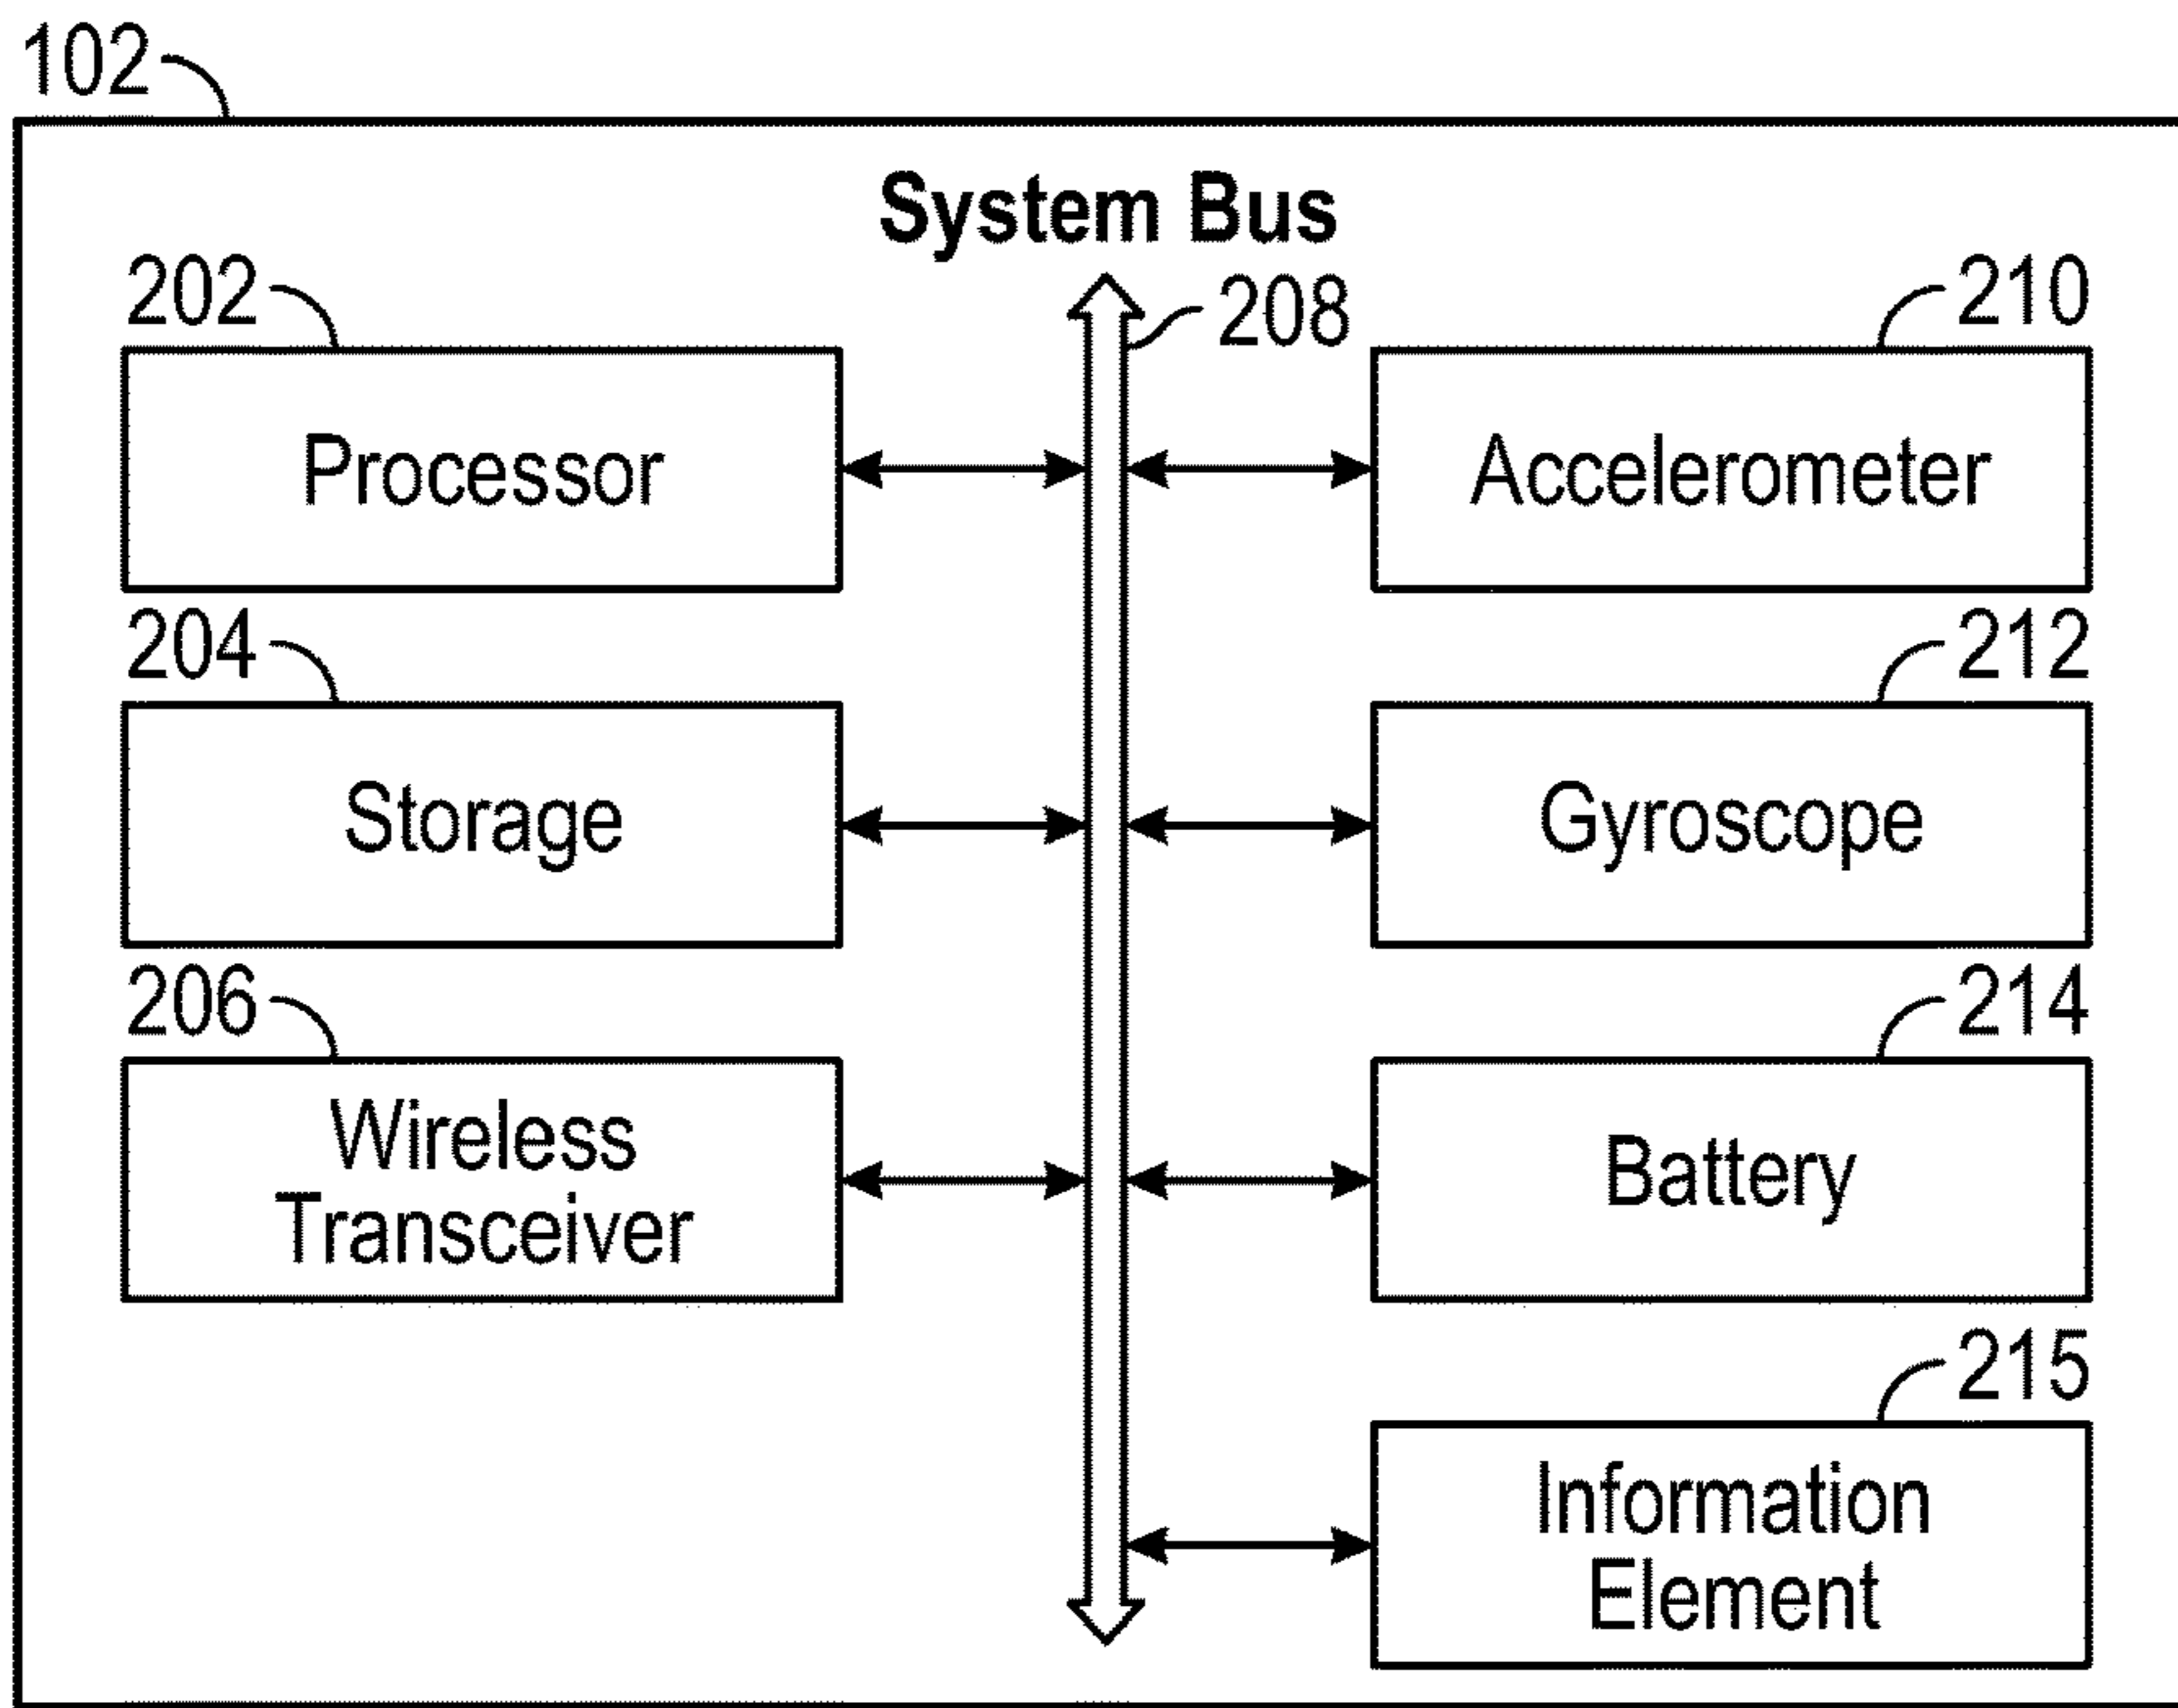 102
System Bus
202
208
210
Processor
Accelerometer
204
212
Storage
Gyroscope
206
214
Wireless
Transceiver
Battery
215
Information
Element